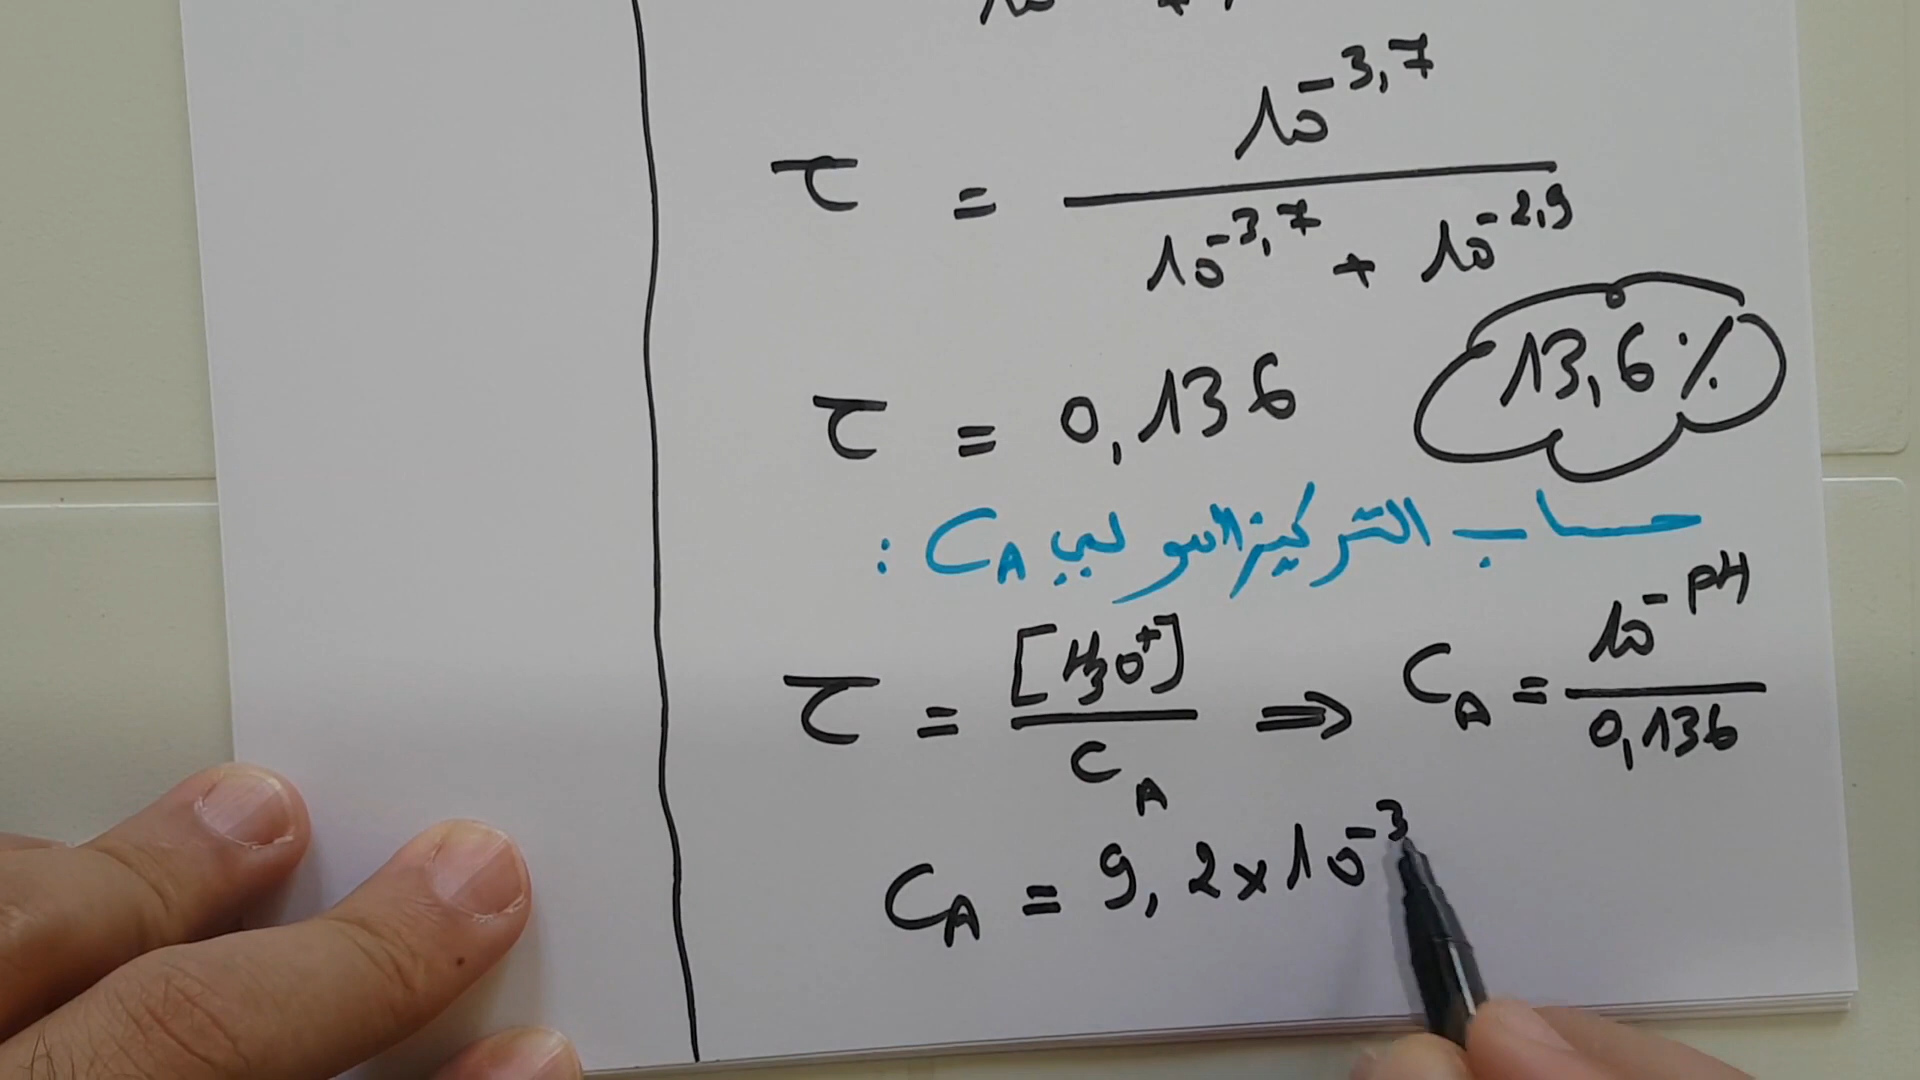 τ = 10^-3,7 / (10^-3,7 + 10^-2,9)
τ = 0,136 13,6 ٪
حساب التركيز المولي CA :
τ = [H3O+] / CA ⇒ CA = 10^-pH / 0,136
CA = 9,2×10^-3